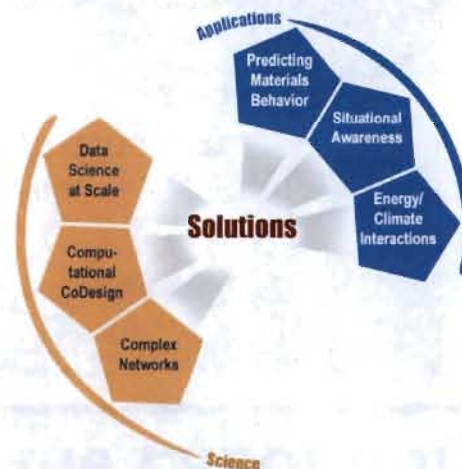 Applications
Predicting
Materials
Behavior
Situational
Awareness
Energy/
Climate
Interactions
Solutions
Data
Science
at Scale
Compu-
tational
CoDesign
Complex
Networks
Science